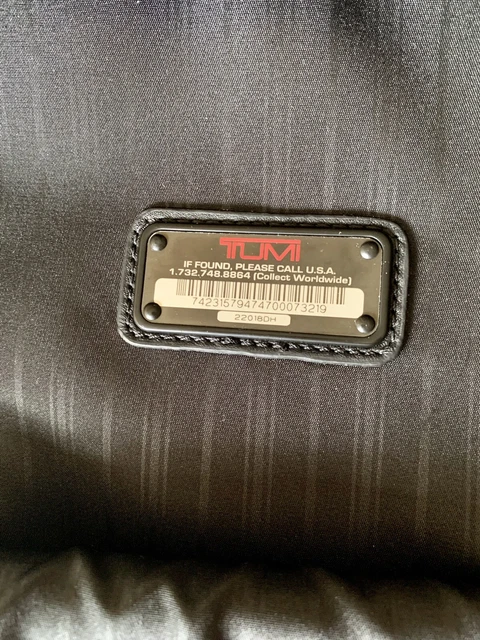 TUMI
IF FOUND, PLEASE CALL U.S.A.
1.732.748.8864 (Collect Worldwide)
74231579474700073219
22018DH